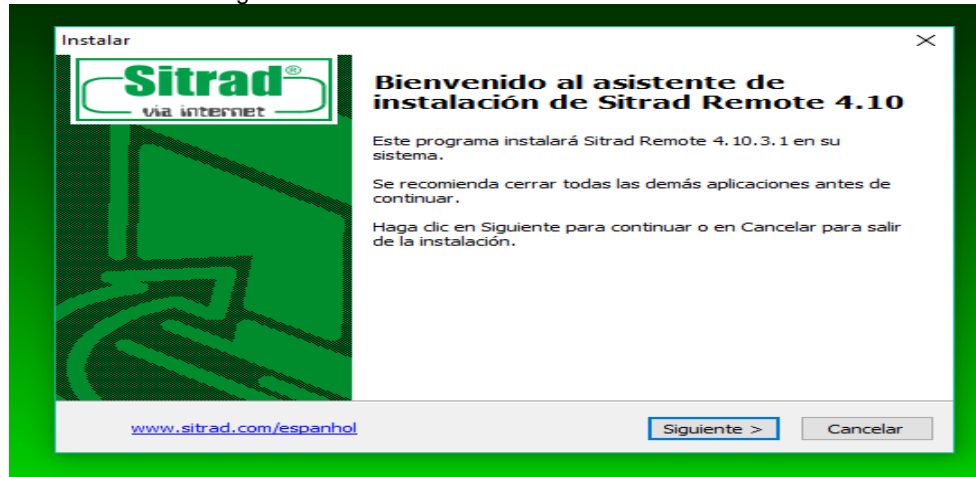 Instalar
Sitrad®
via internet
Bienvenido al asistente de
instalación de Sitrad Remote 4.10
Este programa instalará Sitrad Remote 4.10.3.1 en su
sistema.
Se recomienda cerrar todas las demás aplicaciones antes de
continuar.
Haga clic en Siguiente para continuar o en Cancelar para salir
de la instalación.
www.sitrad.com/espanhol
Siguiente >
Cancelar